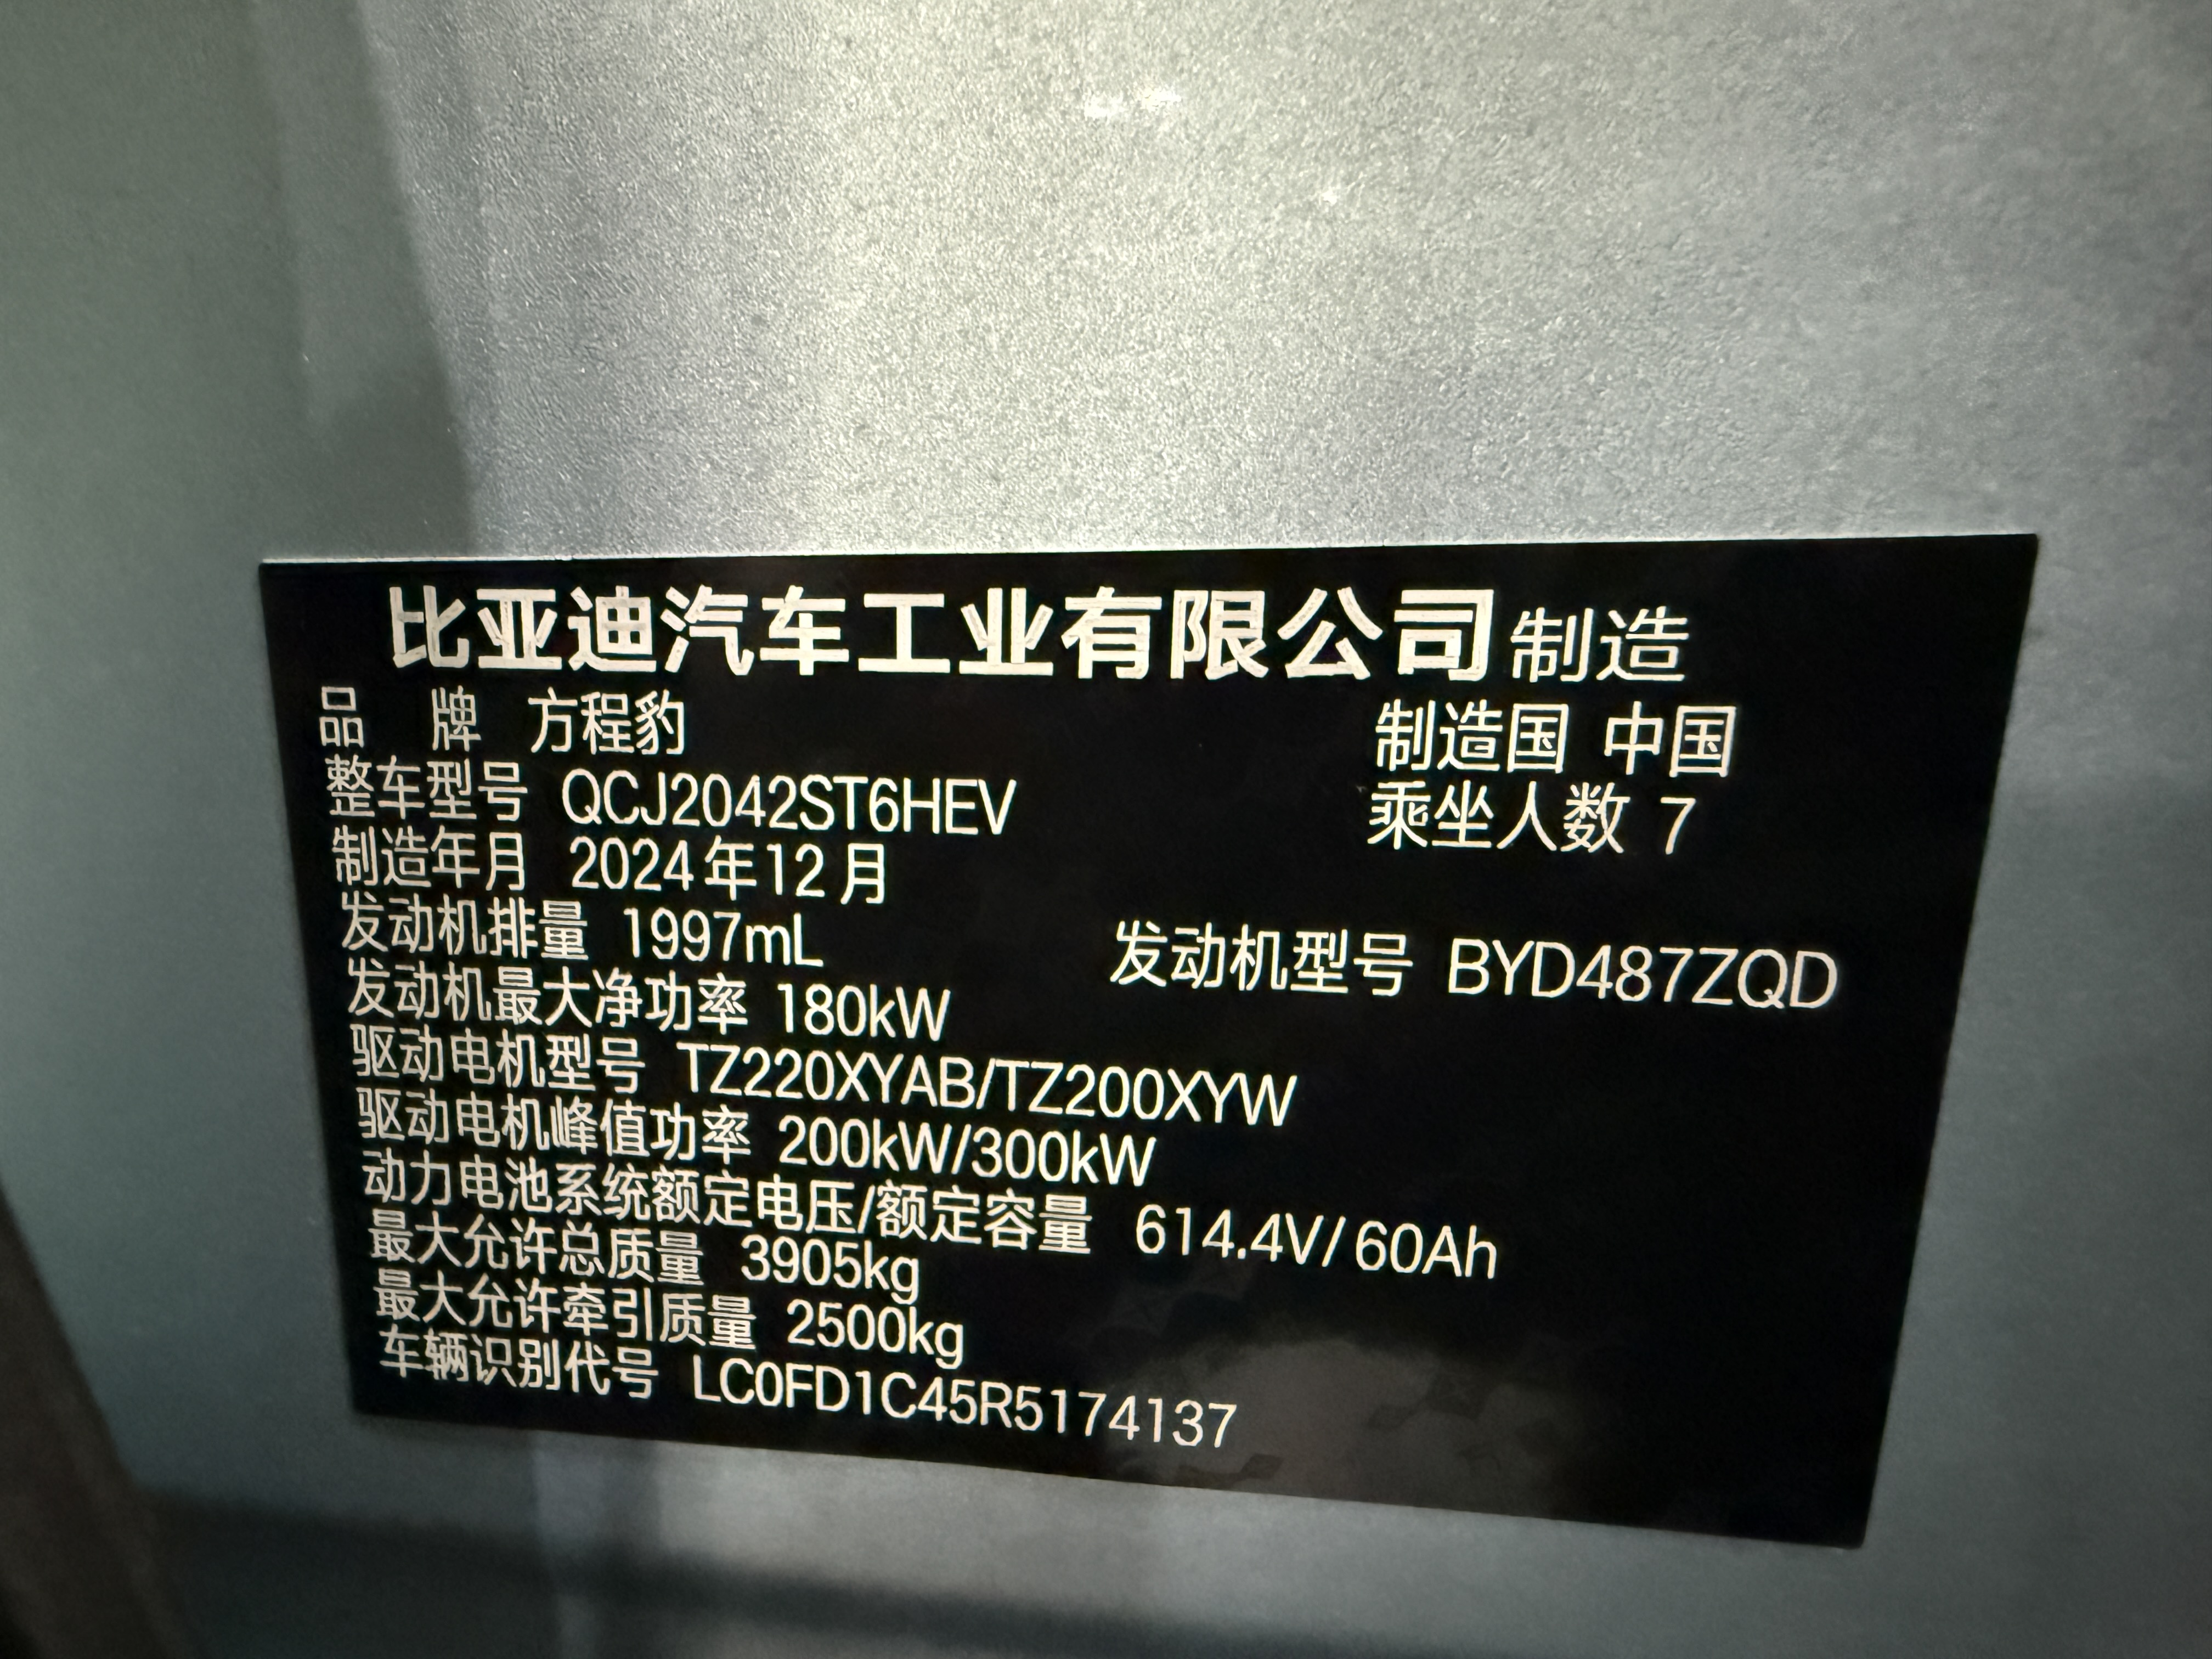 比亚迪汽车工业有限公司制造
品 牌 方程豹 制造国 中国
整车型号 QCJ2042ST6HEV 乘坐人数 7
制造年月 2024年12月
发动机排量 1997mL 发动机型号 BYD487ZQD
发动机最大净功率 180kW
驱动电机型号 TZ220XYAB/TZ200XYW
驱动电机峰值功率 200kW/300kW
动力电池系统额定电压/额定容量 614.4V/60Ah
最大允许总质量 3905kg
最大允许牵引质量 2500kg
车辆识别代号 LC0FD1C45R5174137